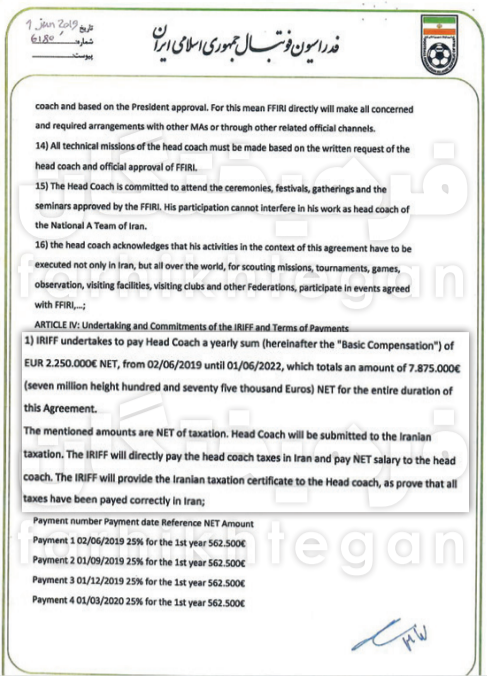 فدراسیون فوتبال جمهوری اسلامی ایران
تاریخ 9 Jun 2019
شماره: 6180
پیوست:
coach and based on the President approval. For this mean FFIRI directly will make all concerned
and required arrangements with other MAs or through other related official channels.
14) All technical missions of the head coach must be made based on the written request of the
head coach and official approval of FFIRI.
15) The Head Coach is committed to attend the ceremonies, festivals, gatherings and the
seminars approved by the FFIRI. His participation cannot interfere in his work as head coach of
the National A Team of Iran.
16) the head coach acknowledges that his activities in the context of this agreement have to be
executed not only in Iran, but all over the world, for scouting missions, tournaments, games,
observation, visiting facilities, visiting clubs and other Federations, participate in events agreed
with FFIRI,...;
ARTICLE IV: Undertaking and Commitments of the IRIFF and Terms of Payments
1) IRIFF undertakes to pay Head Coach a yearly sum (hereinafter the "Basic Compensation") of
EUR 2.250.000€ NET, from 02/06/2019 until 01/06/2022, which totals an amount of 7.875.000€
(seven million height hundred and seventy five thousand Euros) NET for the entire duration of
this Agreement.
The mentioned amounts are NET of taxation. Head Coach will be submitted to the Iranian
taxation. The IRIFF will directly pay the head coach taxes in Iran and pay NET salary to the head
coach. The IRIFF will provide the Iranian taxation certificate to the Head coach, as prove that all
taxes have been payed correctly in Iran;
Payment number Payment date Reference NET Amount
Payment 1 02/06/2019 25% for the 1st year 562.500€
Payment 2 01/09/2019 25% for the 1st year 562.500€
Payment 3 01/12/2019 25% for the 1st year 562.500€
Payment 4 01/03/2020 25% for the 1st year 562.500€
فرهیختگان
farhikhtegan
فرهیختگان
farhikhtegan